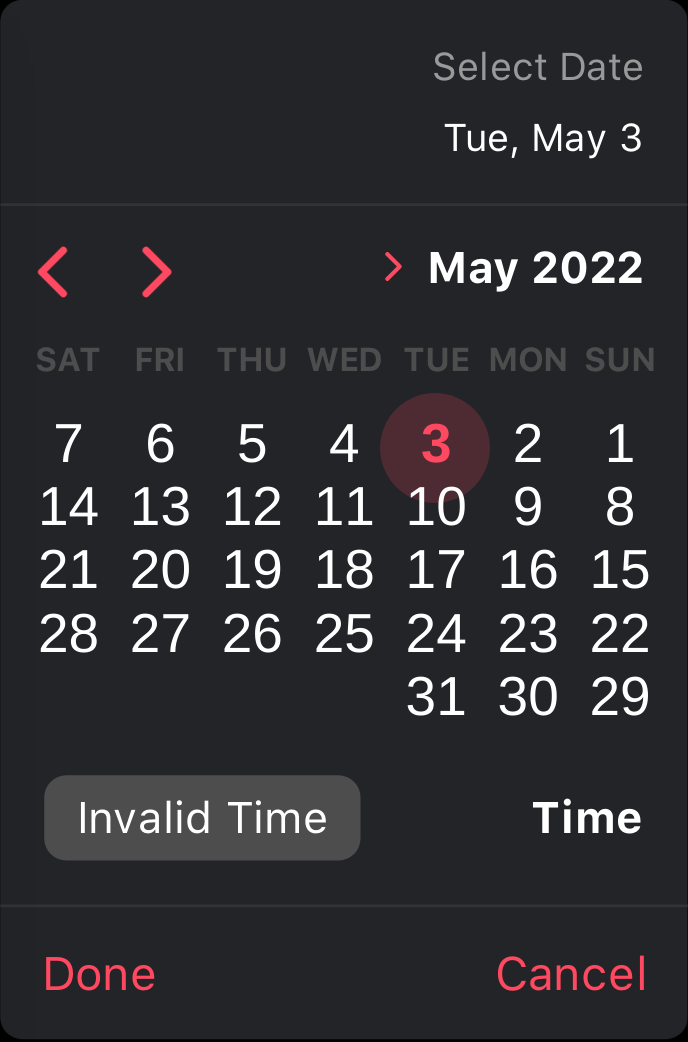 Select Date
Tue, May 3
May 2022
SAT FRI THU WED TUE MON SUN
7 6 5 4 3 2 1
14 13 12 11 10 9 8
21 20 19 18 17 16 15
28 27 26 25 24 23 22
31 30 29
Invalid Time Time
Done Cancel